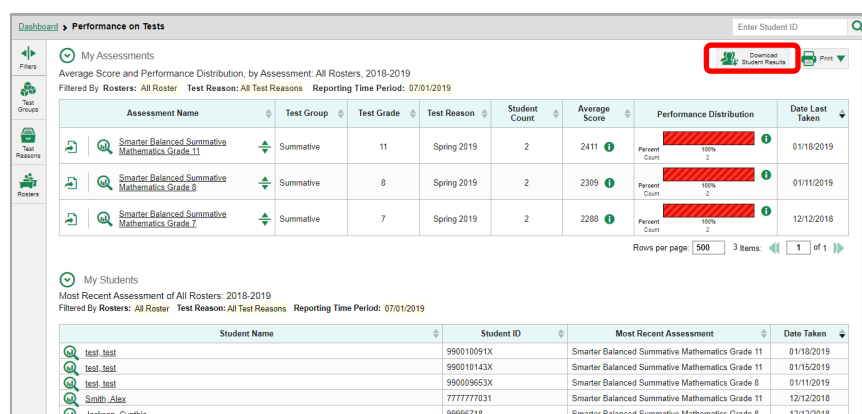 Dashboard > Performance on Tests
Enter Student ID
Filters
Test Groups
Test Reasons
Rosters
My Assessments
Download Student Results
Print
Average Score and Performance Distribution, by Assessment: All Rosters, 2018-2019
Filtered By Rosters: All Roster Test Reason: All Test Reasons Reporting Time Period: 07/01/2019
Assessment Name Test Group Test Grade Test Reason Student Count Average Score Performance Distribution Date Last Taken
Smarter Balanced Summative Mathematics Grade 11 Summative 11 Spring 2019 2 2411 Percent 100% Count 2 01/18/2019
Smarter Balanced Summative Mathematics Grade 8 Summative 8 Spring 2019 2 2309 Percent 100% Count 2 01/11/2019
Smarter Balanced Summative Mathematics Grade 7 Summative 7 Spring 2019 2 2288 Percent 100% Count 2 12/12/2018
Rows per page: 500 3 Items: 1 of 1
My Students
Most Recent Assessment of All Rosters: 2018-2019
Filtered By Rosters: All Roster Test Reason: All Test Reasons Reporting Time Period: 07/01/2019
Student Name Student ID Most Recent Assessment Date Taken
test, test 990010091X Smarter Balanced Summative Mathematics Grade 11 01/18/2019
test, test 990010143X Smarter Balanced Summative Mathematics Grade 11 01/15/2019
test, test 990009653X Smarter Balanced Summative Mathematics Grade 8 01/11/2019
Smith, Alex 7777777031 Smarter Balanced Summative Mathematics Grade 11 12/12/2018